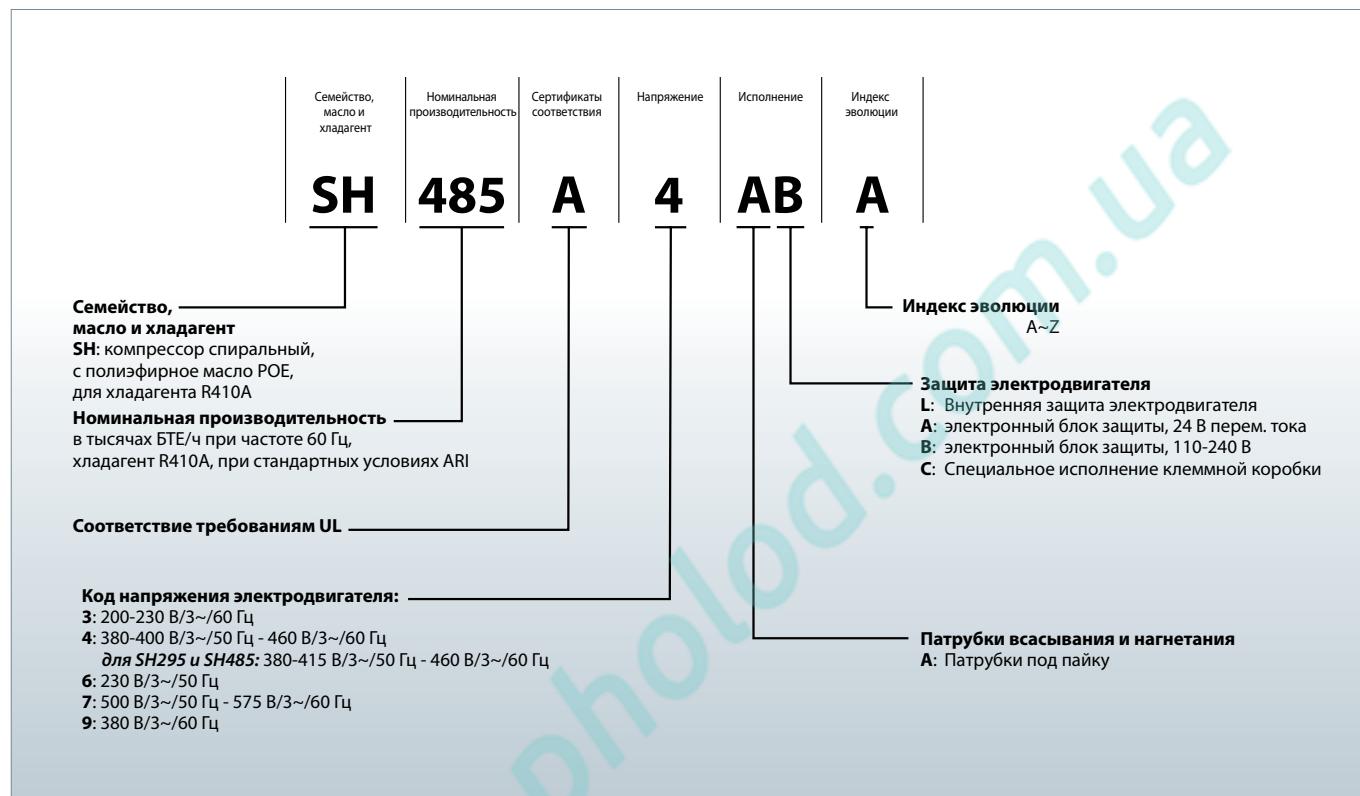 Семейство,
масло и
хладагент
Номинальная
производительность
Сертификаты
соответствия
Напряжение
Исполнение
Индекс
эволюции
SH 485 A 4 AB A
Семейство,
масло и хладагент
SH: компрессор спиральный,
с полиэфирное масло POE,
для хладагента R410A
Номинальная производительность
в тысячах БТЕ/ч при частоте 60 Гц,
хладагент R410A, при стандартных условиях ARI
Соответствие требованиям UL
Код напряжения электродвигателя:
3: 200-230 В/3~/60 Гц
4: 380-400 В/3~/50 Гц - 460 В/3~/60 Гц
для SH295 и SH485: 380-415 В/3~/50 Гц - 460 В/3~/60 Гц
6: 230 В/3~/50 Гц
7: 500 В/3~/50 Гц - 575 В/3~/60 Гц
9: 380 В/3~/60 Гц
Индекс эволюции
A~Z
Защита электродвигателя
L: Внутренняя защита электродвигателя
A: электронный блок защиты, 24 В перем. тока
B: электронный блок защиты, 110-240 В
C: Специальное исполнение клеммной коробки
Патрубки всасывания и нагнетания
A: Патрубки под пайку
pholod.com.ua